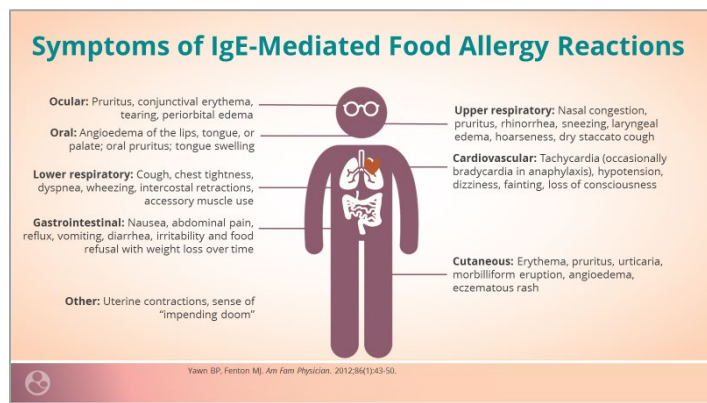 Symptoms of IgE-Mediated Food Allergy Reactions
Ocular: Pruritus, conjunctival erythema,
tearing, periorbital edema
Oral: Angioedema of the lips, tongue, or
palate; oral pruritus; tongue swelling
Lower respiratory: Cough, chest tightness,
dyspnea, wheezing, intercostal retractions,
accessory muscle use
Gastrointestinal: Nausea, abdominal pain,
reflux, vomiting, diarrhea, irritability and food
refusal with weight loss over time
Other: Uterine contractions, sense of
“impending doom”
Upper respiratory: Nasal congestion,
pruritus, rhinorrhea, sneezing, laryngeal
edema, hoarseness, dry staccato cough
Cardiovascular: Tachycardia (occasionally
bradycardia in anaphylaxis), hypotension,
dizziness, fainting, loss of consciousness
Cutaneous: Erythema, pruritus, urticaria,
morbilliform eruption, angioedema,
eczematous rash
Yawn BP, Fenton MJ. Am Fam Physician. 2012;86(1):43-50.